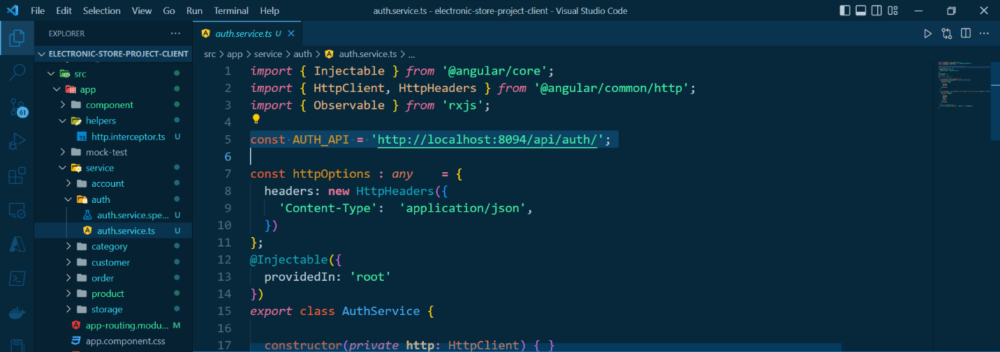 File Edit Selection View Go Run Terminal Help
auth.service.ts - electronic-store-project-client - Visual Studio Code
EXPLORER
ELECTRONIC-STORE-PROJECT-CLIENT
src
app
component
helpers
TS http.interceptor.ts U
mock-test
service
account
auth
auth.service.spe... U
auth.service.ts U
category
customer
order
product
storage
app-routing.modu... M
app.component.css
61
auth.service.ts U
src > app > service > auth > auth.service.ts > ...
1 import { Injectable } from '@angular/core';
2 import { HttpClient, HttpHeaders } from '@angular/common/http';
3 import { Observable } from 'rxjs';
4
5 const AUTH_API = 'http://localhost:8094/api/auth/';
6
7 const httpOptions : any    = {
8   headers: new HttpHeaders({
9     'Content-Type':  'application/json',
10   })
11 };
12 @Injectable({
13   providedIn: 'root'
14 })
15 export class AuthService {
16
17   constructor(private http: HttpClient) { }